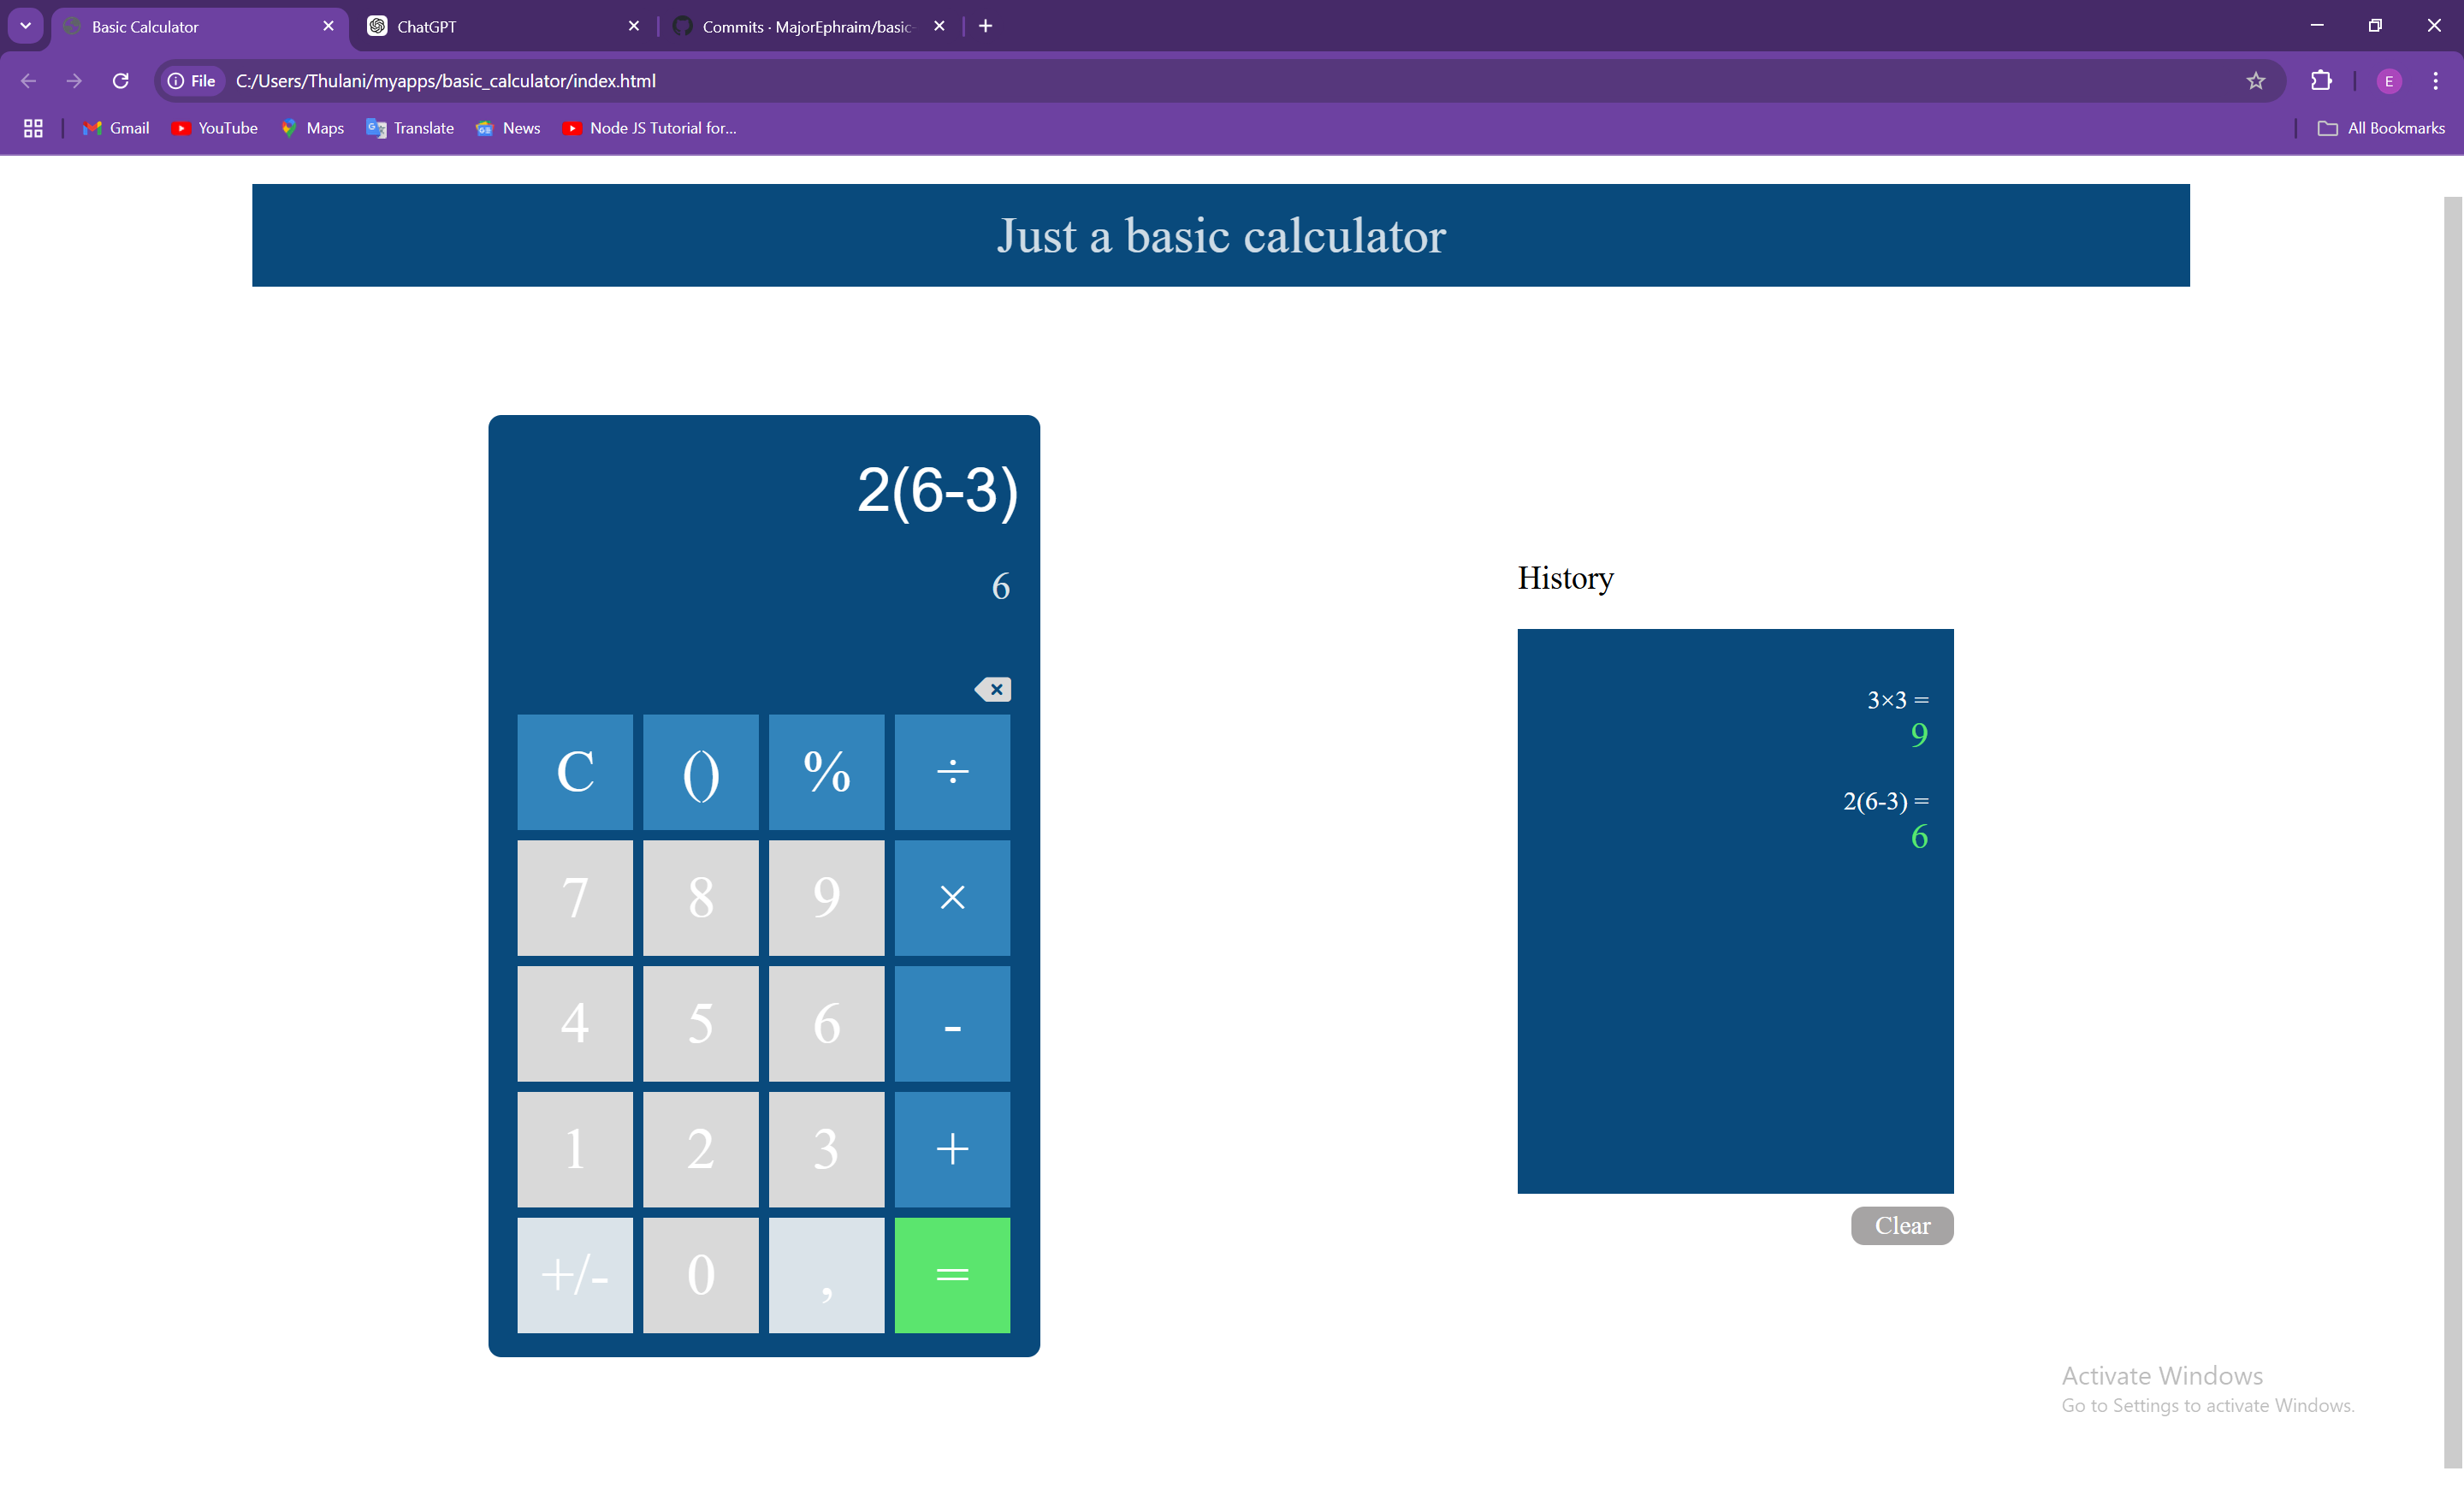 Basic Calculator
ChatGPT
Commits · MajorEphraim/basic-
File C:/Users/Thulani/myapps/basic_calculator/index.html
E
Gmail YouTube Maps Translate News Node JS Tutorial for... All Bookmarks
Just a basic calculator
2(6-3)
6
C () % ÷
7 8 9 ×
4 5 6 -
1 2 3 +
+/- 0 , =
History
3×3 =
9
2(6-3) =
6
Clear
Activate Windows
Go to Settings to activate Windows.